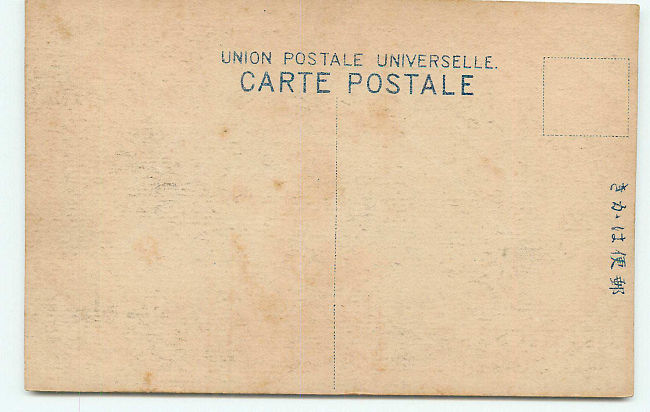 UNION POSTALE UNIVERSELLE.
CARTE POSTALE
郵便はかき